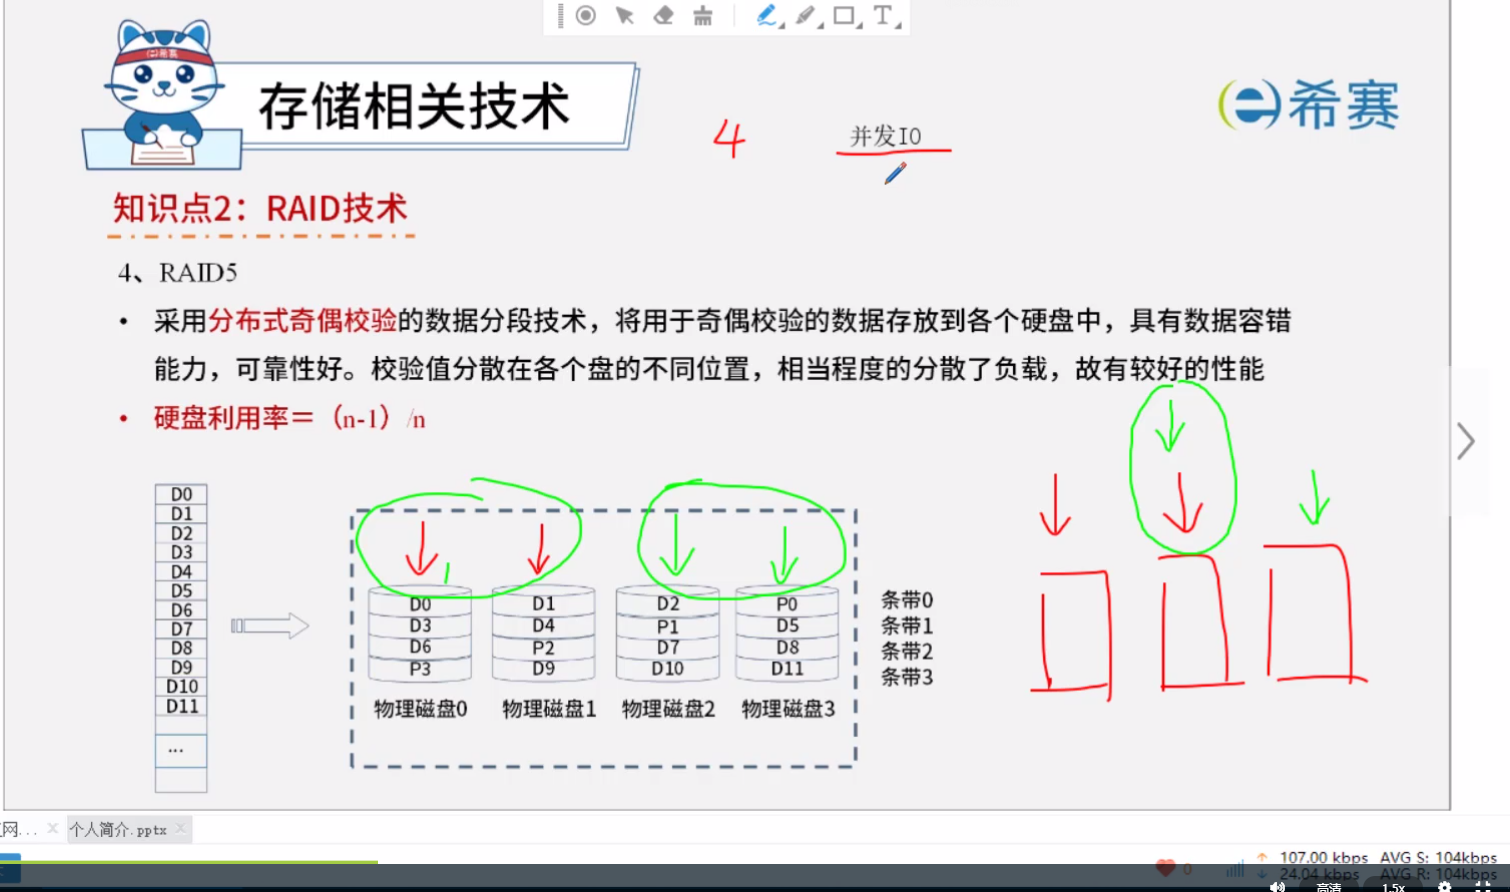 希赛
存储相关技术
希赛
4
并发IO
知识点2：RAID技术
4、RAID5
• 采用分布式奇偶校验的数据分段技术，将用于奇偶校验的数据存放到各个硬盘中，具有数据容错
能力，可靠性好。校验值分散在各个盘的不同位置，相当程度的分散了负载，故有较好的性能
• 硬盘利用率＝（n-1）/n
D0
D1
D2
D3
D4
D5
D6
D7
D8
D9
D10
D11
...
D0 D1 D2 P0 条带0
D3 D4 P1 D5 条带1
D6 P2 D7 D8 条带2
P3 D9 D10 D11 条带3
物理磁盘0 物理磁盘1 物理磁盘2 物理磁盘3
网... 个人简介.pptx
0 107.00 kbps AVG S: 104kbps
24.04 kbps AVG R: 104kbps
高清 1.5x